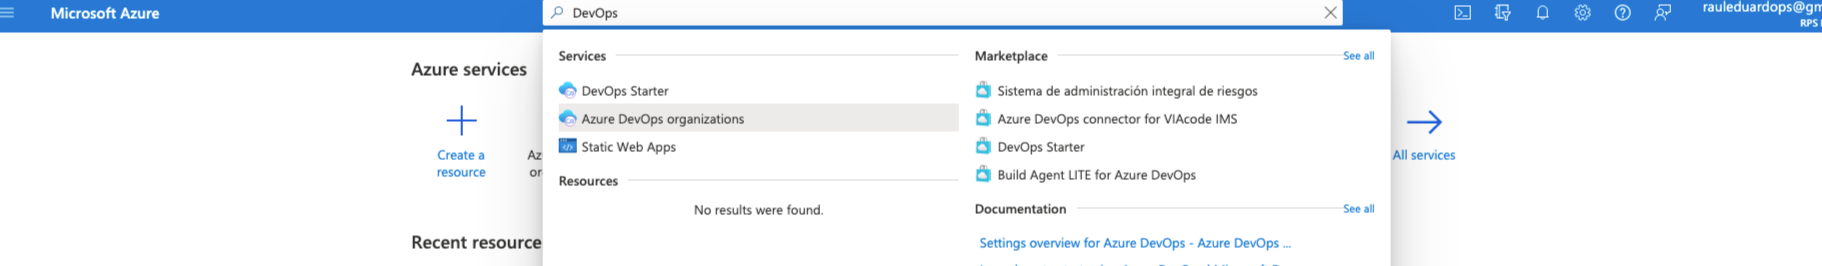 Microsoft Azure
DevOps
rauleduardops@gm
RPS
Azure services
Create a
resource
Az
or
All services
Recent resource
Services
DevOps Starter
Azure DevOps organizations
Static Web Apps
Resources
No results were found.
Marketplace
See all
Sistema de administración integral de riesgos
Azure DevOps connector for VIAcode IMS
DevOps Starter
Build Agent LITE for Azure DevOps
Documentation
See all
Settings overview for Azure DevOps - Azure DevOps ...